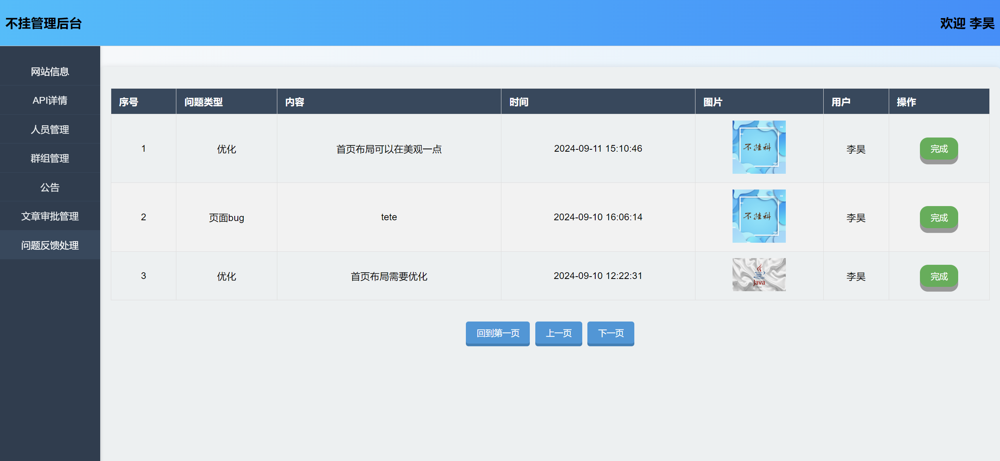 不挂管理后台
欢迎 李昊
网站信息
API详情
人员管理
群组管理
公告
文章审批管理
问题反馈处理
序号 问题类型 内容 时间 图片 用户 操作
不挂科
1 优化 首页布局可以在美观一点 2024-09-11 15:10:46 李昊 完成
不挂科
2 页面bug tete 2024-09-10 16:06:14 李昊 完成
3 优化 首页布局需要优化 2024-09-10 12:22:31 李昊 完成
Java
回到第一页 上一页 下一页